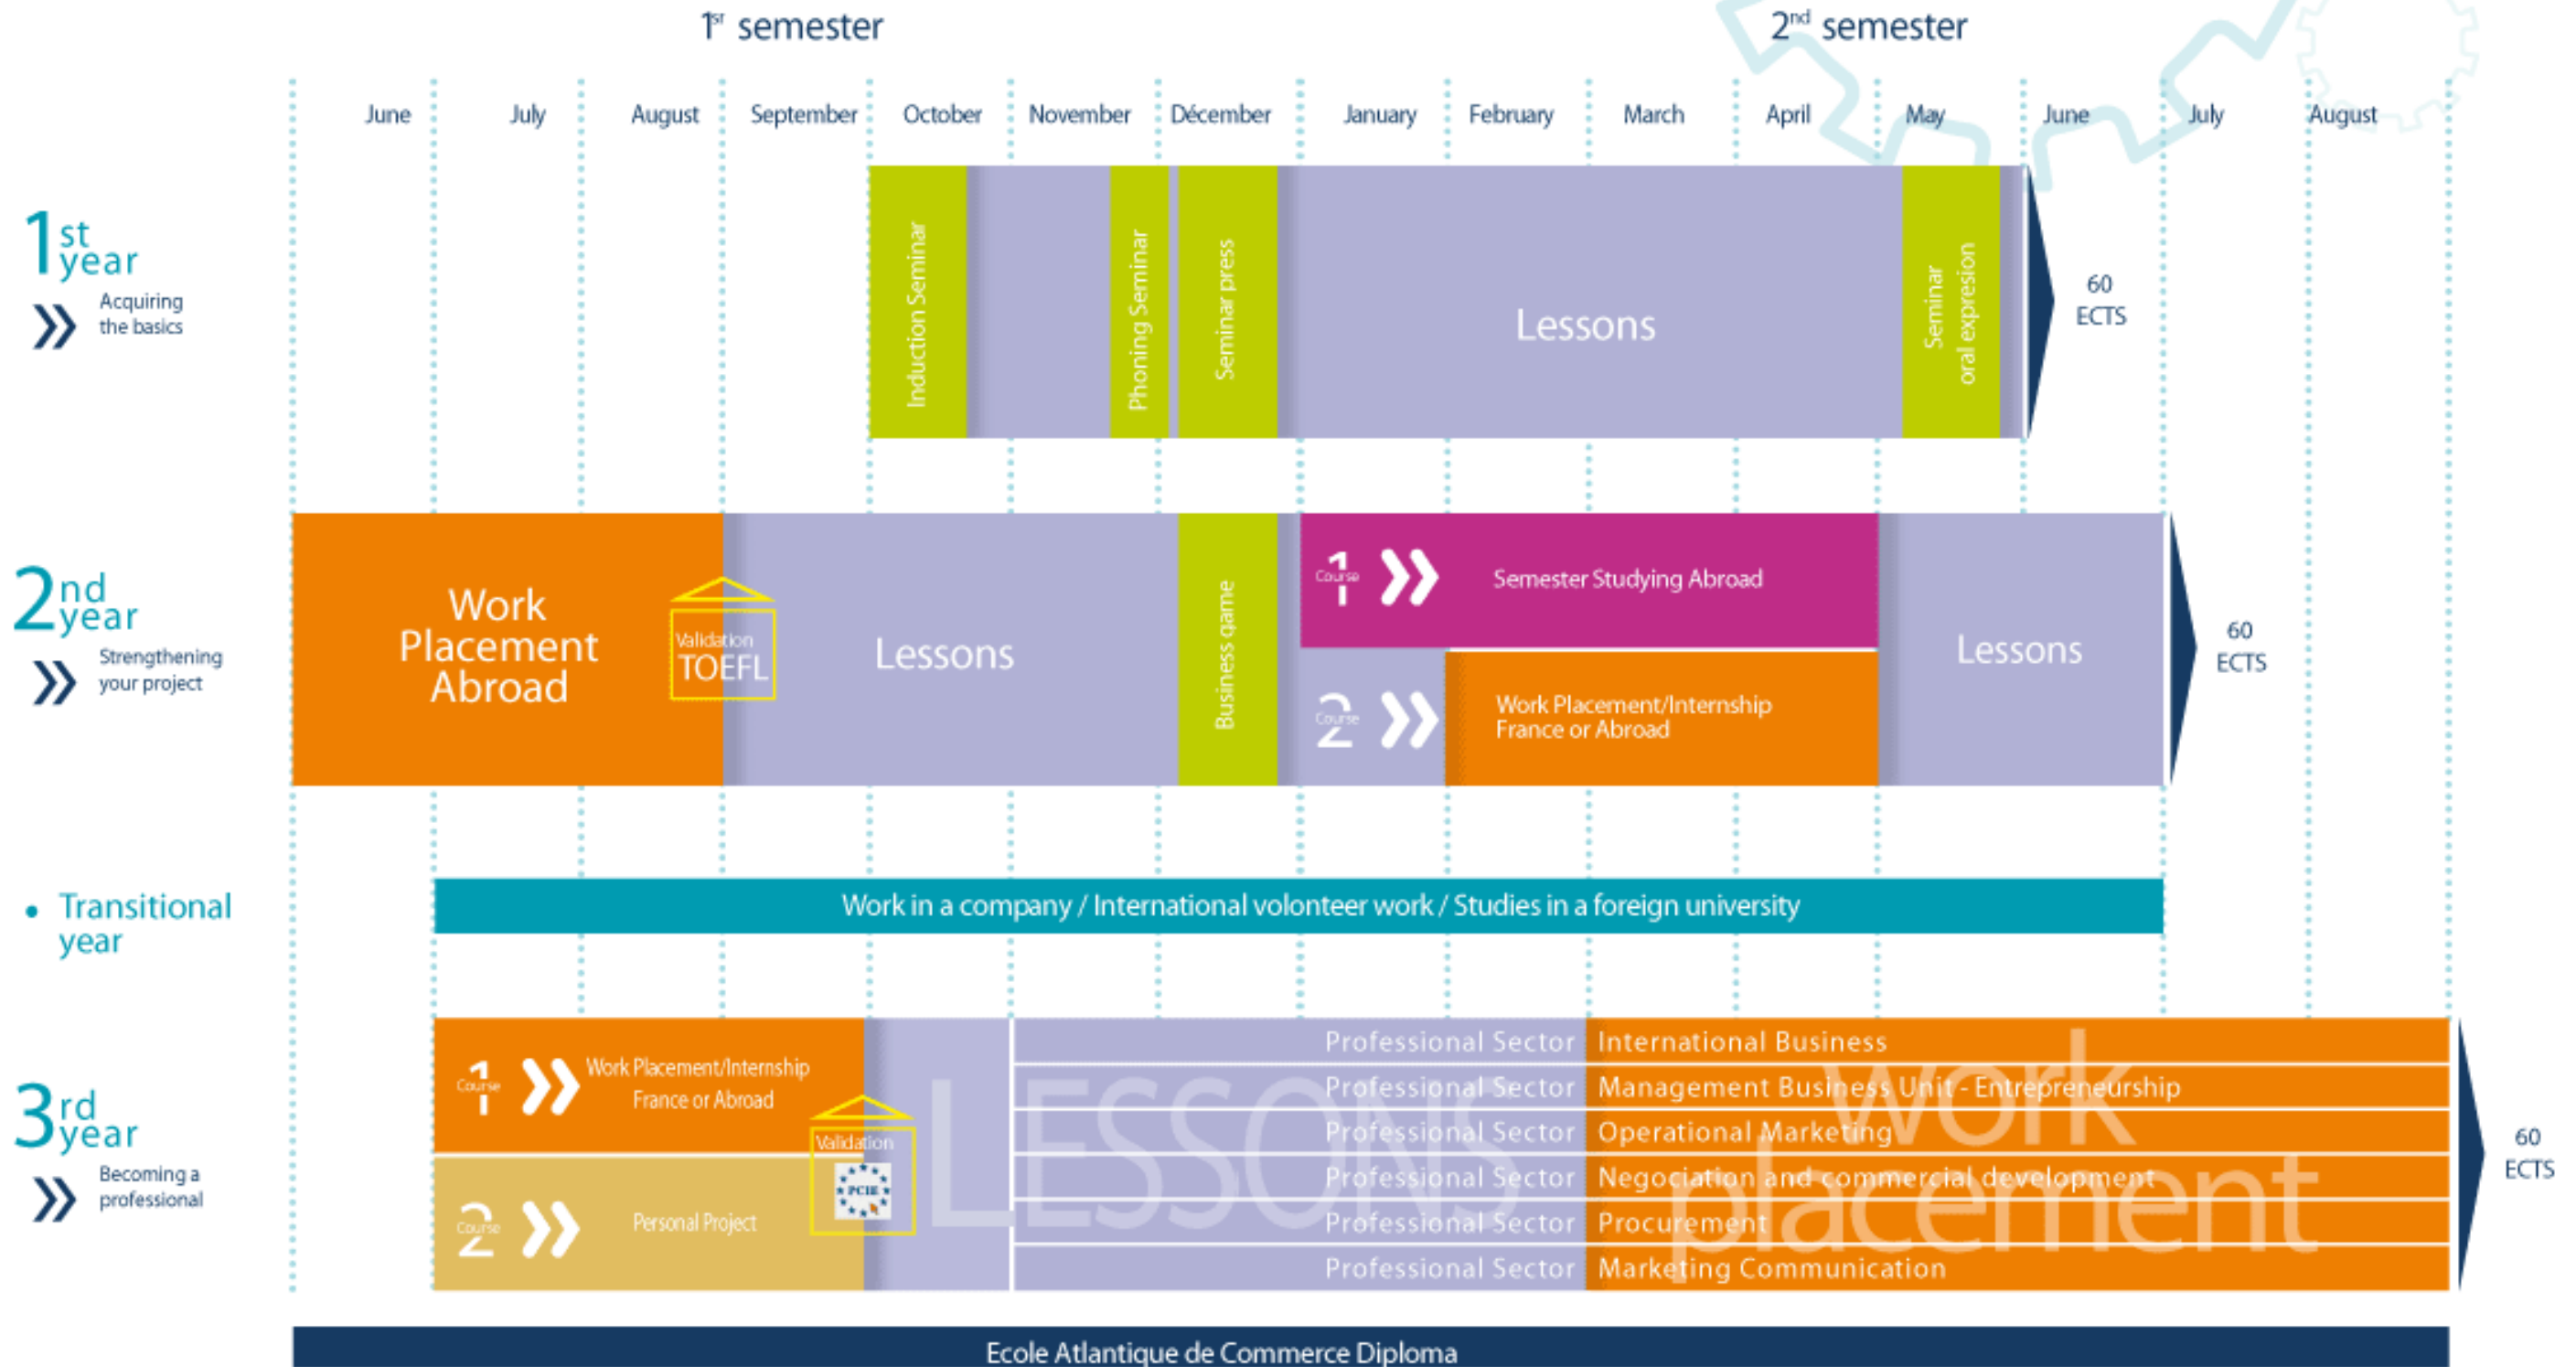 1st semester
2nd semester
June July August September October November Décember January February March April May June July August
1st
year
Acquiring
the basics
Induction Seminar
Phoning Seminar
Seminar press
Lessons
Seminar
oral expresion
60
ECTS
2nd
year
Strengthening
your project
Work
Placement
Abroad
Validation
TOEFL
Lessons
Business game
Course 1
Semester Studying Abroad
Course 2
Work Placement/Internship
France or Abroad
Lessons
60
ECTS
• Transitional
year
Work in a company / International volunteer work / Studies in a foreign university
3rd
year
Becoming a
professional
Course 1
Work Placement/Internship
France or Abroad
Validation
PCIE
Course 2
Personal Project
LESSONS
work
placement
Professional Sector International Business
Professional Sector Management Business Unit - Entrepreneurship
Professional Sector Operational Marketing
Professional Sector Negociation and commercial development
Professional Sector Procurement
Professional Sector Marketing Communication
60
ECTS
Ecole Atlantique de Commerce Diploma